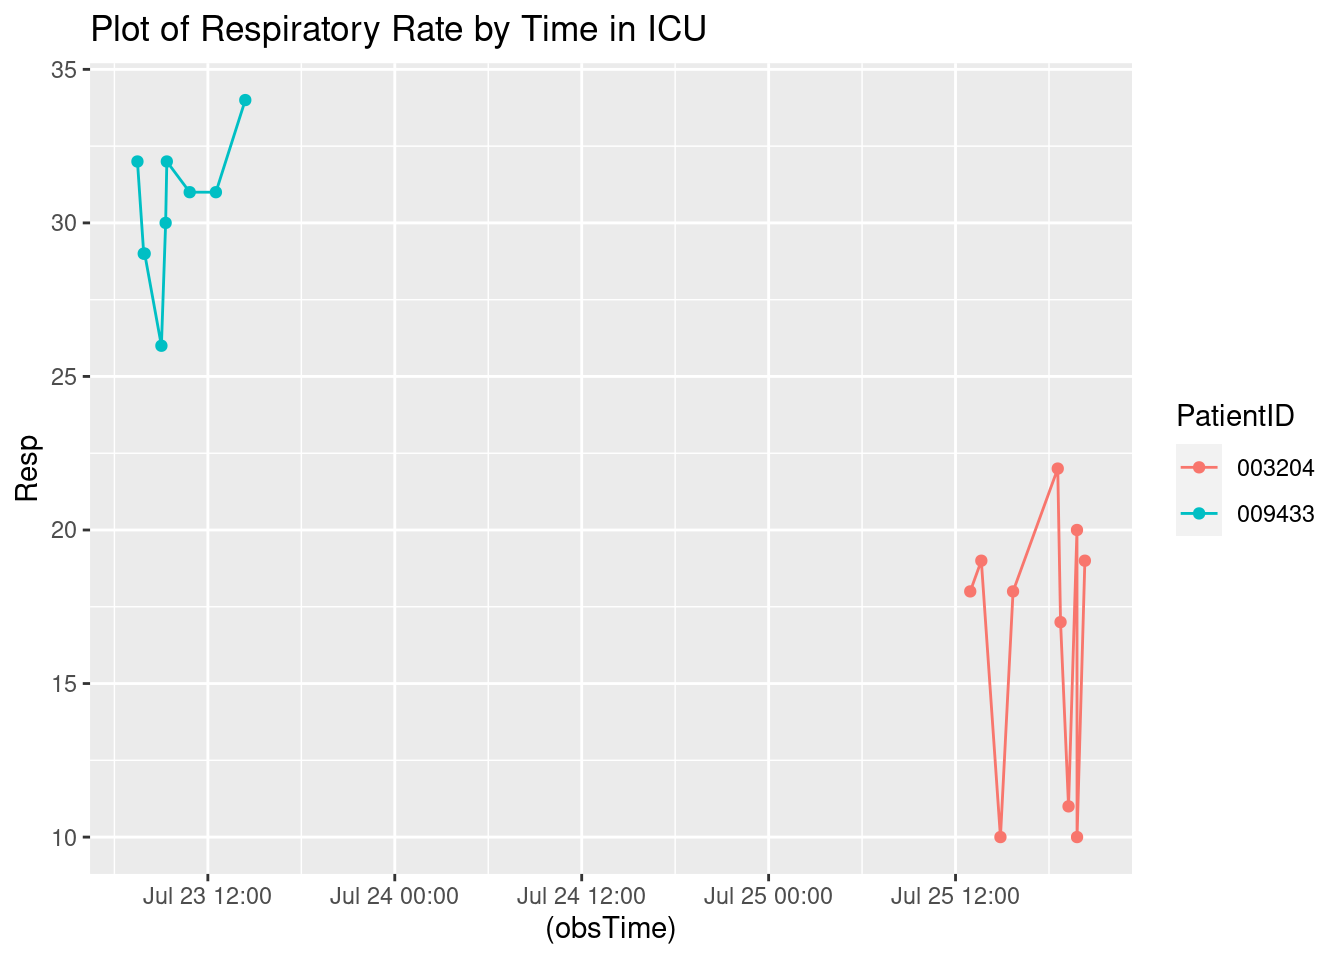 Plot of Respiratory Rate by Time in ICU
35
30
25
20
15
10
Resp
Jul 23 12:00
Jul 24 00:00
Jul 24 12:00
Jul 25 00:00
Jul 25 12:00
(obsTime)
PatientID
003204
009433